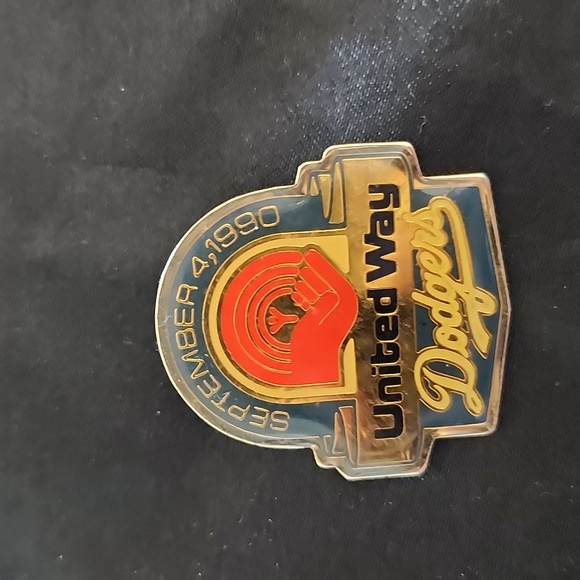 SEPTEMBER 4,1990
United Way
Dodgers